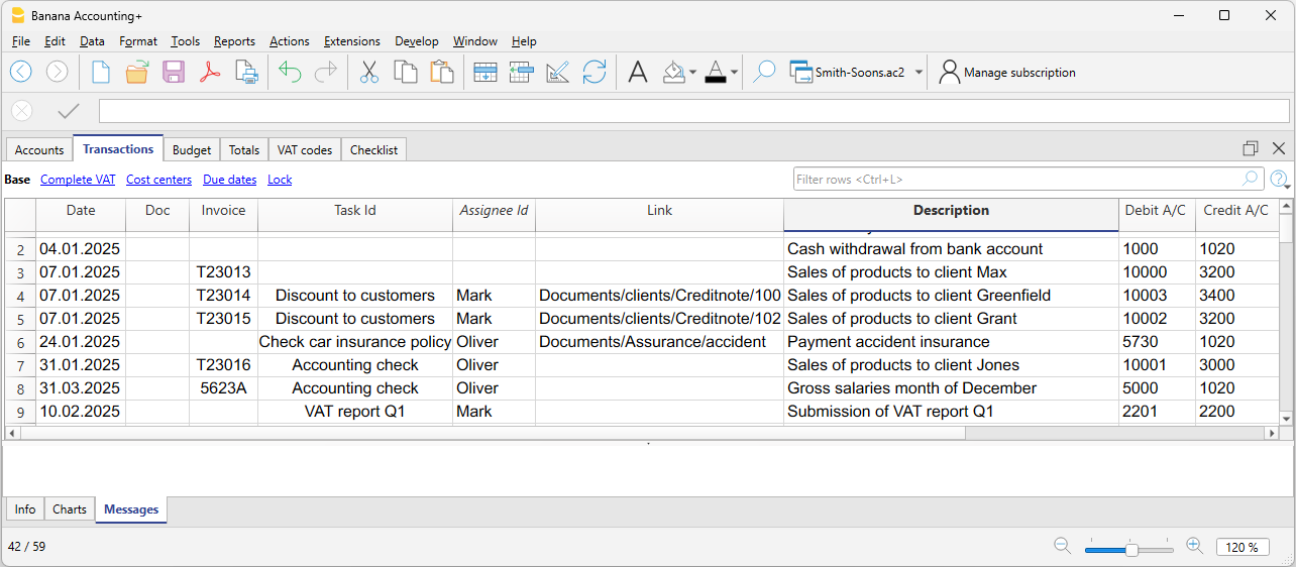 Banana Accounting+
File Edit Data Format Tools Reports Actions Extensions Develop Window Help
Smith-Soons.ac2 Manage subscription
Accounts Transactions Budget Totals VAT codes Checklist
Base Complete VAT Cost centers Due dates Lock Filter rows <Ctrl+L>
Date Doc Invoice Task Id Assignee Id Link Description Debit A/C Credit A/C
2 04.01.2025 Cash withdrawal from bank account 1000 1020
3 07.01.2025 T23013 Sales of products to client Max 10000 3200
4 07.01.2025 T23014 Discount to customers Mark Documents/clients/Creditnote/100 Sales of products to client Greenfield 10003 3400
5 07.01.2025 T23015 Discount to customers Mark Documents/clients/Creditnote/102 Sales of products to client Grant 10002 3200
6 24.01.2025 Check car insurance policy Oliver Documents/Assurance/accident Payment accident insurance 5730 1020
7 31.01.2025 T23016 Accounting check Oliver Sales of products to client Jones 10001 3000
8 31.03.2025 5623A Accounting check Oliver Gross salaries month of December 5000 1020
9 10.02.2025 VAT report Q1 Mark Submission of VAT report Q1 2201 2200
Info Charts Messages
42 / 59 120 %